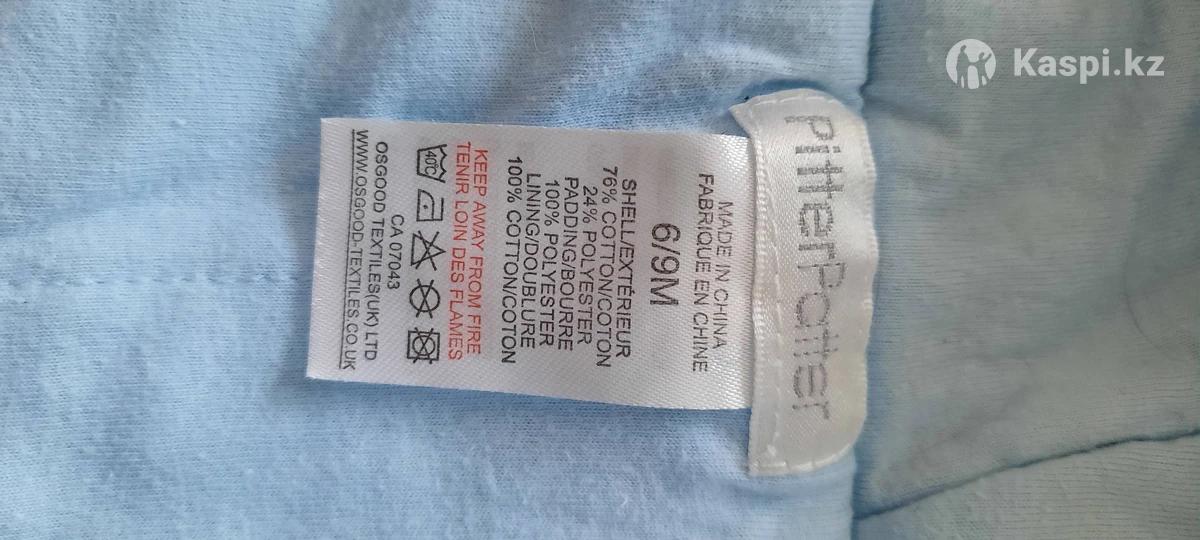 Kaspi.kz
PitterPatter
MADE IN CHINA
FABRIQUE EN CHINE
6/9M
SHELL/EXTÉRIEUR
76% COTTON/COTON
24% POLYESTER
PADDING/BOURRE
100% POLYESTER
LINING/DOUBLURE
100% COTTON/COTON
KEEP AWAY FROM FIRE
TENIR LOIN DES FLAMES
40°C
CA 07043
OSGOOD TEXTILES(UK) LTD
WWW.OSGOOD-TEXTILES.CO.UK